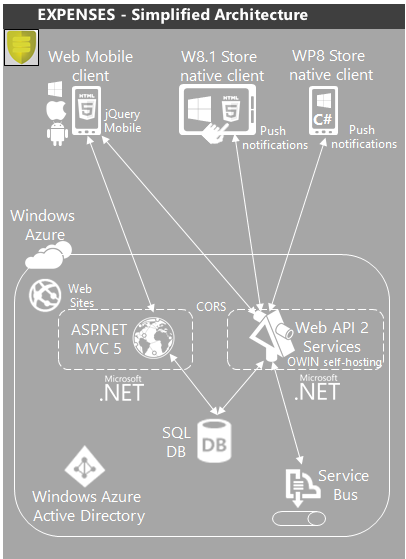 EXPENSES - Simplified Architecture
Web Mobile
client
W8.1 Store
native client
WP8 Store
native client
HTML
5
jQuery
Mobile
HTML
5
C#
Push
notifications
Push
notifications
Windows
Azure
Web
Sites
CORS
ASP.NET
MVC 5
Web API 2
Services
OWIN self-hosting
Microsoft
.NET
Microsoft
.NET
SQL
DB
DB
Service
Bus
Windows Azure
Active Directory